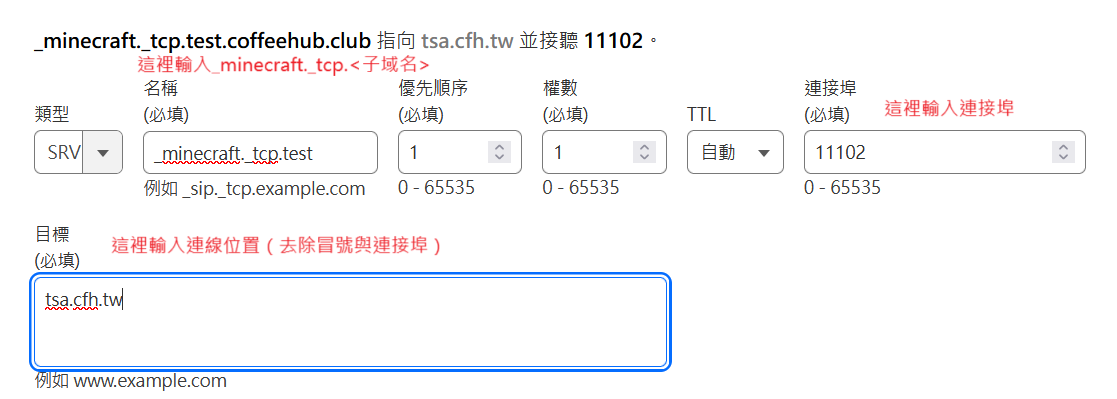 _minecraft._tcp.test.coffeehub.club 指向 tsa.cfh.tw 並接聽 11102。
這裡輸入_minecraft._tcp.<子域名>
類型
名稱
(必填)
優先順序
(必填)
權數
(必填)
TTL
連接埠
(必填)
這裡輸入連接埠
SRV
_minecraft._tcp.test
1
1
自動
11102
例如 _sip._tcp.example.com
0 - 65535
0 - 65535
0 - 65535
目標
(必填)
這裡輸入連線位置（去除冒號與連接埠）
tsa.cfh.tw
例如 www.example.com